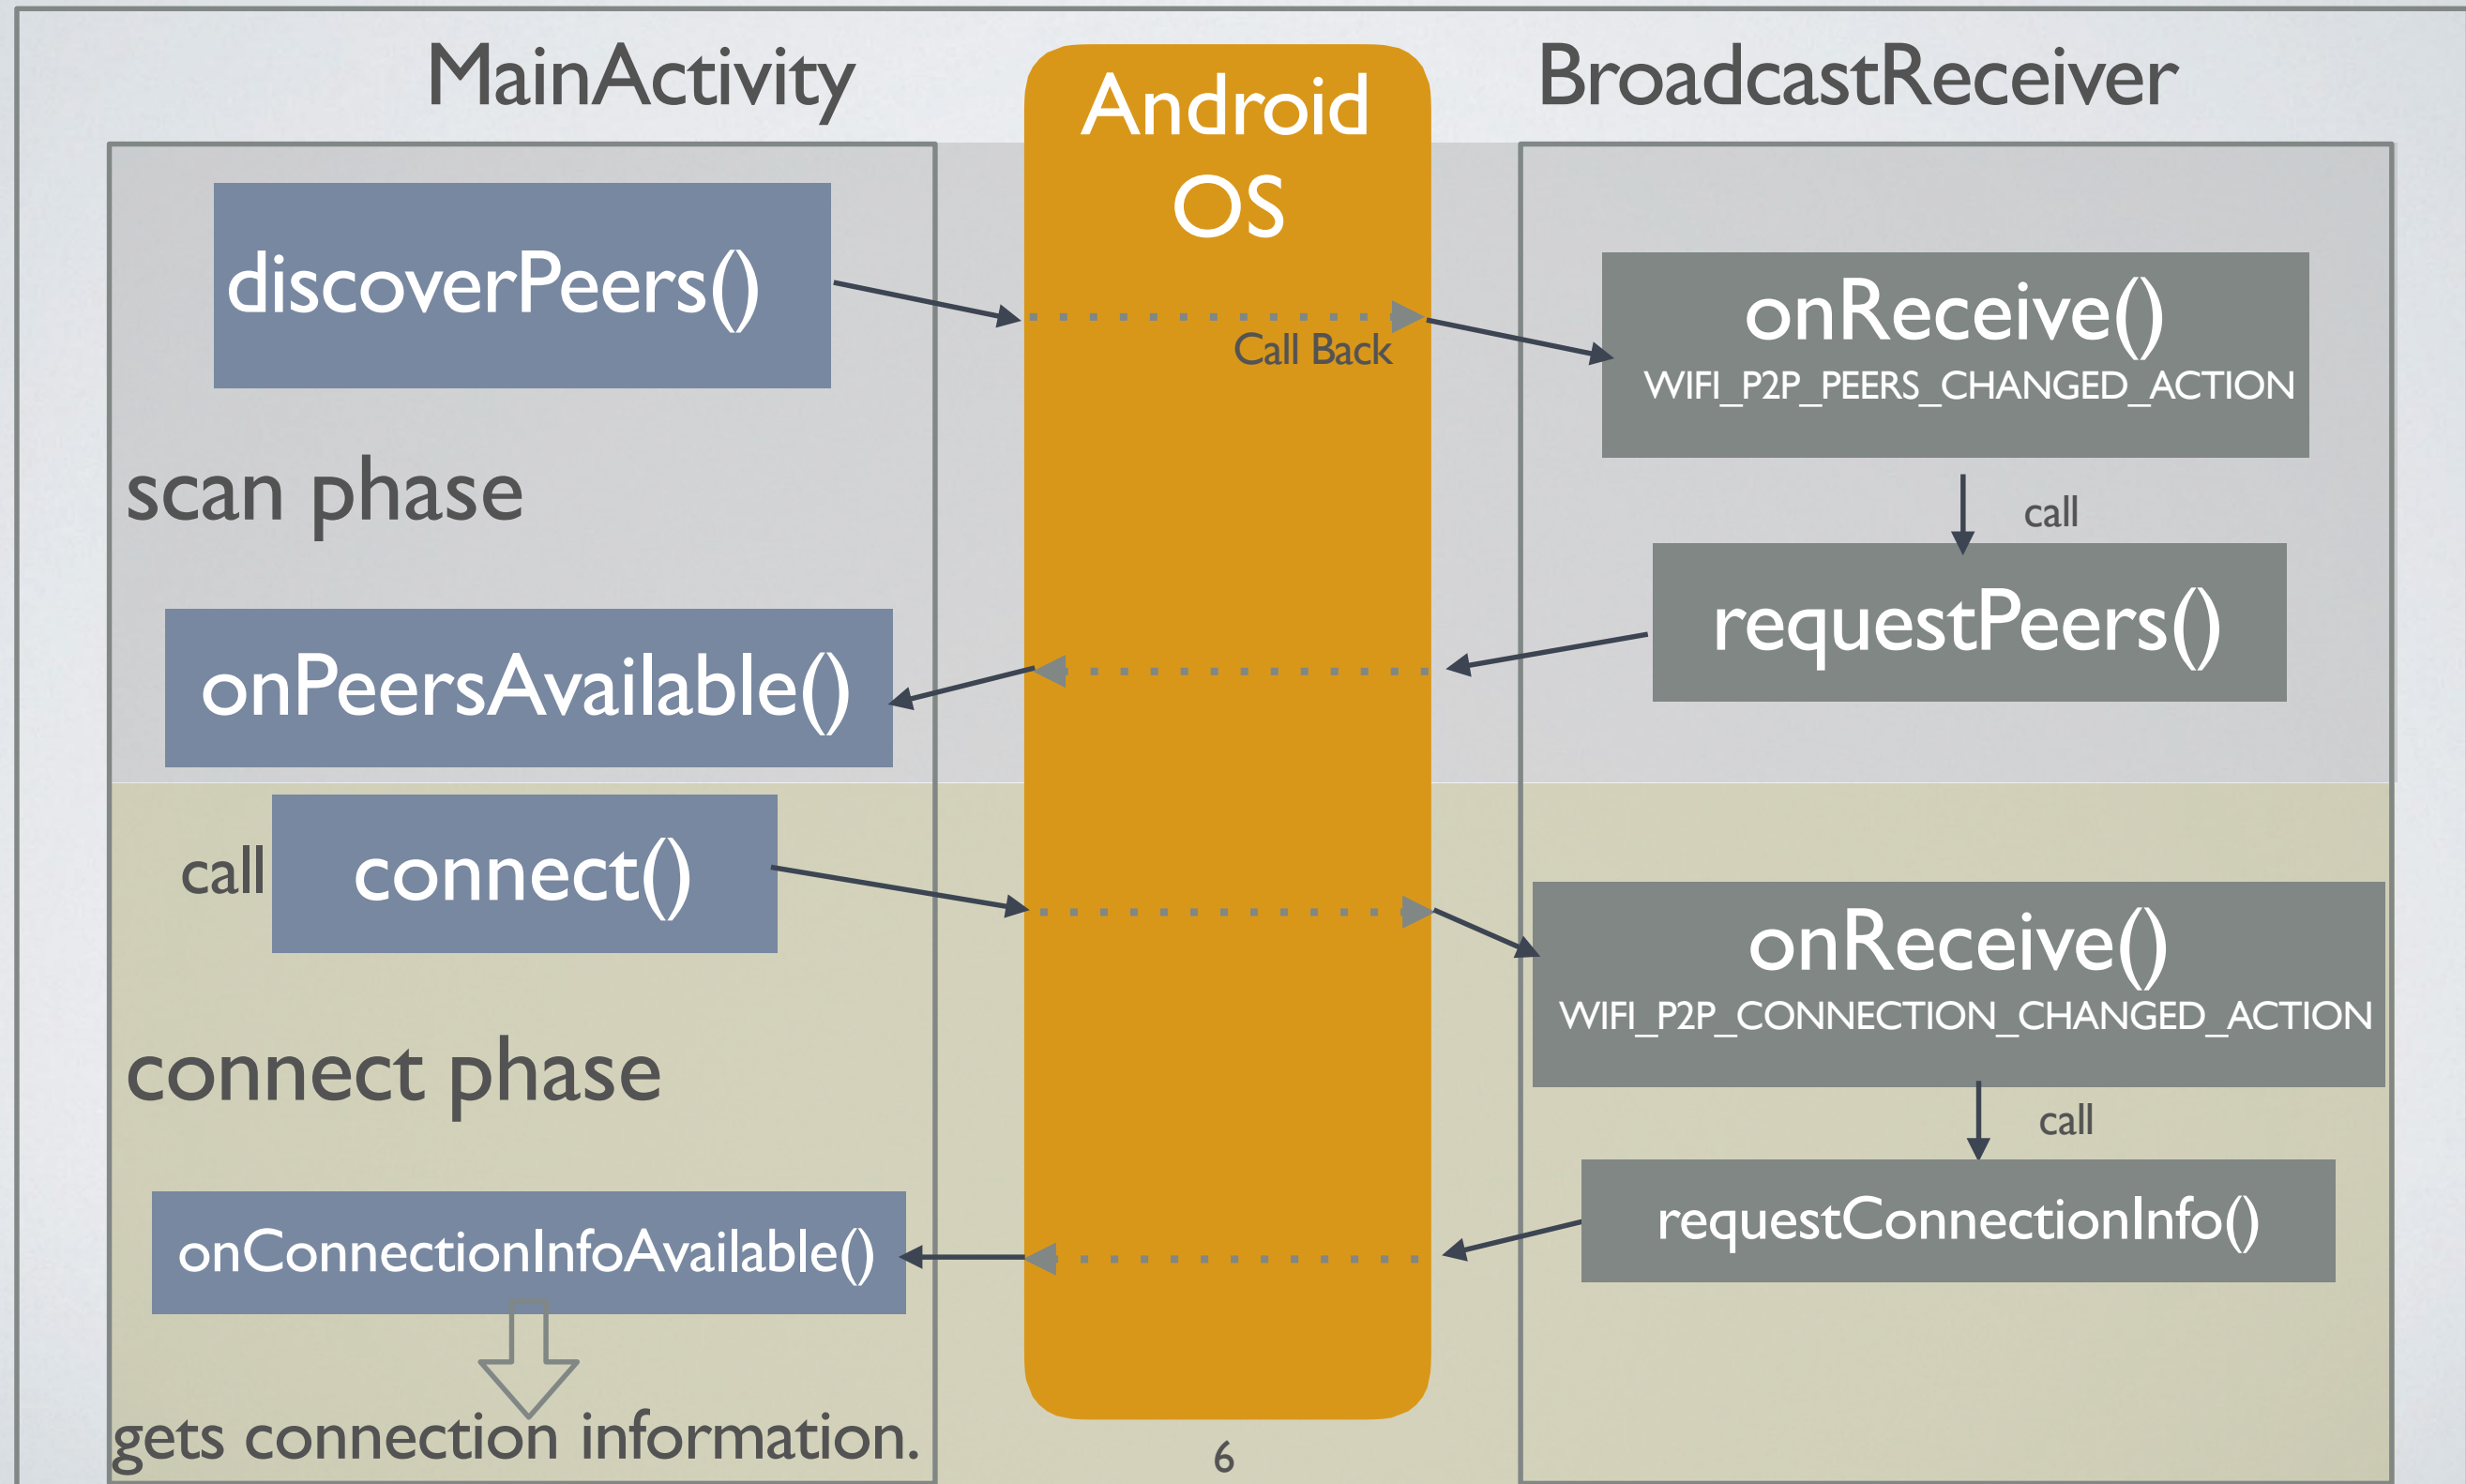 MainActivity
Android
OS
BroadcastReceiver
discoverPeers()
Call Back
onReceive()
WIFI_P2P_PEERS_CHANGED_ACTION
scan phase
call
requestPeers()
onPeersAvailable()
call
connect()
onReceive()
WIFI_P2P_CONNECTION_CHANGED_ACTION
connect phase
call
requestConnectionInfo()
onConnectionInfoAvailable()
gets connection information.
6